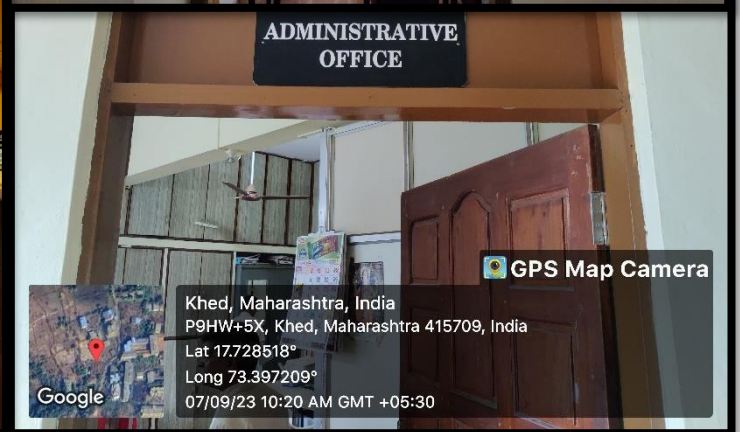 ADMINISTRATIVE
OFFICE
GPS Map Camera
Khed, Maharashtra, India
P9HW+5X, Khed, Maharashtra 415709, India
Lat 17.728518°
Long 73.397209°
07/09/23 10:20 AM GMT +05:30
Google